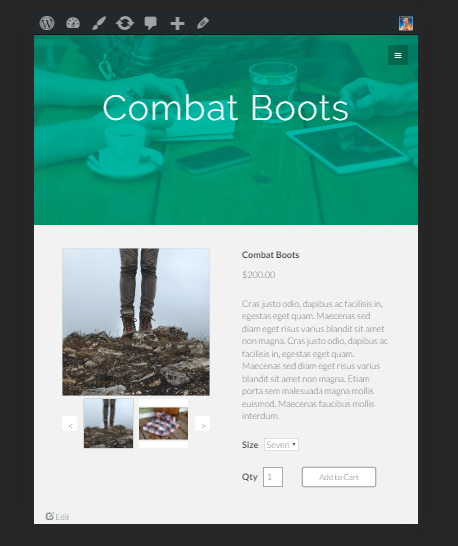 Combat Boots
Combat Boots
$200.00
Cras justo odio, dapibus ac facilisis in,
egestas eget quam. Maecenas sed
diam eget risus varius blandit sit amet
non magna. Cras justo odio, dapibus ac
facilisis in, egestas eget quam.
Maecenas sed diam eget risus varius
blandit sit amet non magna. Etiam
porta sem malesuada magna mollis
euismod. Maecenas faucibus mollis
interdum.
< >
Size Seven
Qty 1 Add to Cart
Edit